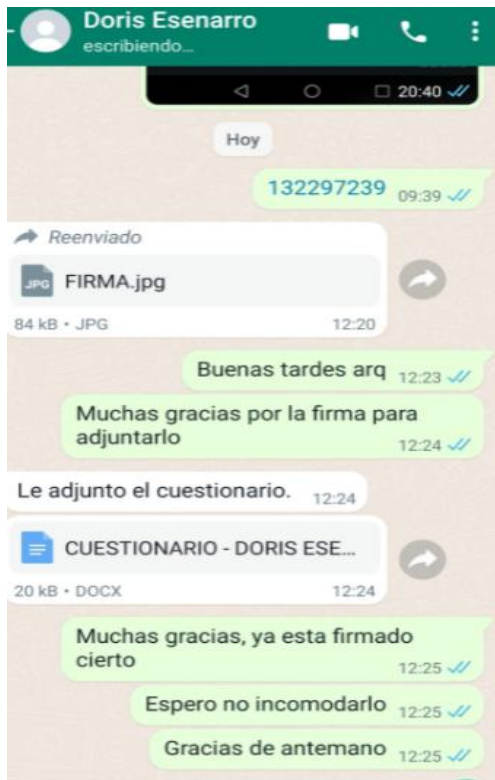 Doris Esenarro
escribiendo...
20:40
Hoy
132297239 09:39
Reenviado
JPG FIRMA.jpg
84 kB • JPG 12:20
Buenas tardes arq 12:23
Muchas gracias por la firma para
adjuntarlo 12:24
Le adjunto el cuestionario. 12:24
CUESTIONARIO - DORIS ESE...
20 kB • DOCX 12:24
Muchas gracias, ya esta firmado
cierto 12:25
Espero no incomodarlo 12:25
Gracias de antemano 12:25